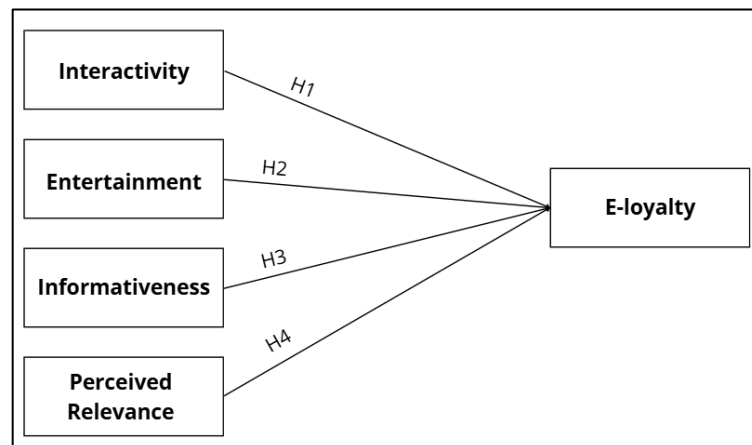 Interactivity
H1
Entertainment
H2
E-loyalty
Informativeness
H3
Perceived
Relevance
H4